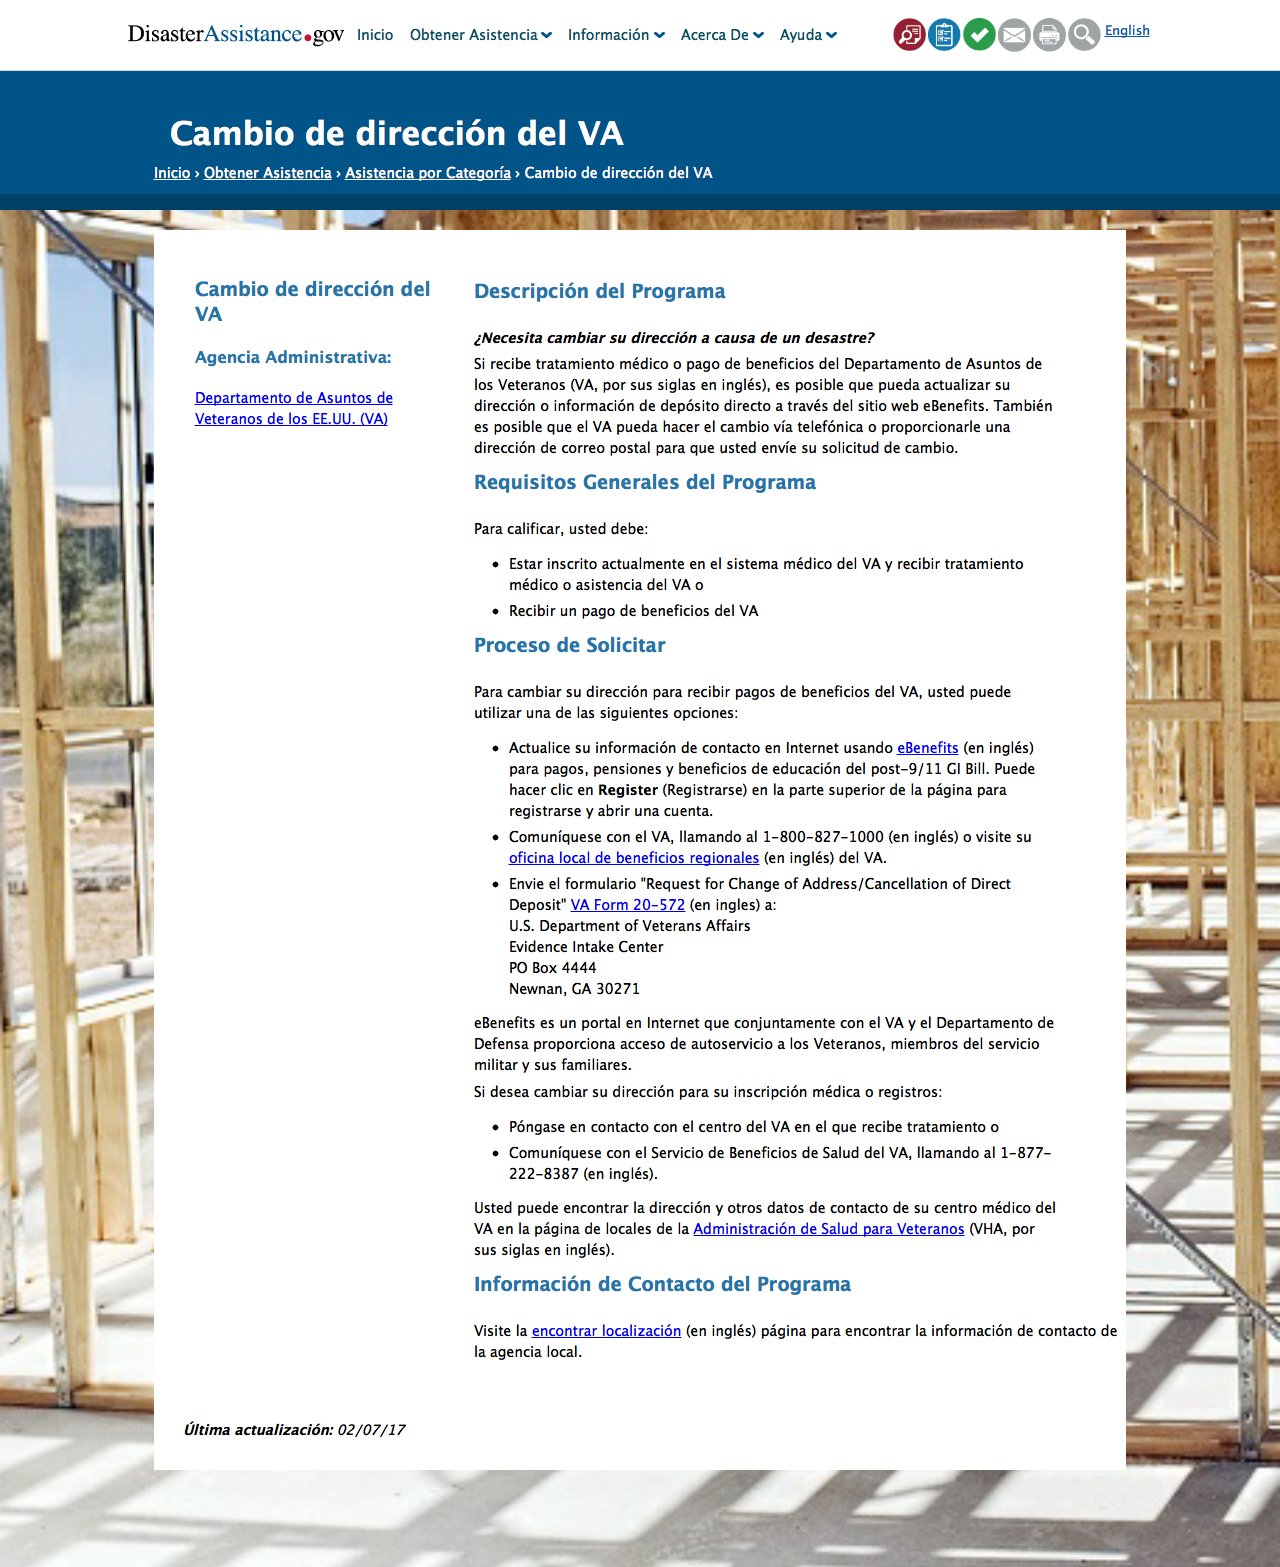 DisasterAssistance.gov Inicio Obtener Asistencia Información Acerca De Ayuda English
Cambio de dirección del VA
Inicio › Obtener Asistencia › Asistencia por Categoría › Cambio de dirección del VA
Cambio de dirección del
VA
Agencia Administrativa:
Departamento de Asuntos de
Veteranos de los EE.UU. (VA)
Descripción del Programa
¿Necesita cambiar su dirección a causa de un desastre?
Si recibe tratamiento médico o pago de beneficios del Departamento de Asuntos de
los Veteranos (VA, por sus siglas en inglés), es posible que pueda actualizar su
dirección o información de depósito directo a través del sitio web eBenefits. También
es posible que el VA pueda hacer el cambio vía telefónica o proporcionarle una
dirección de correo postal para que usted envíe su solicitud de cambio.
Requisitos Generales del Programa
Para calificar, usted debe:
• Estar inscrito actualmente en el sistema médico del VA y recibir tratamiento
médico o asistencia del VA o
• Recibir un pago de beneficios del VA
Proceso de Solicitar
Para cambiar su dirección para recibir pagos de beneficios del VA, usted puede
utilizar una de las siguientes opciones:
• Actualice su información de contacto en Internet usando eBenefits (en inglés)
para pagos, pensiones y beneficios de educación del post-9/11 GI Bill. Puede
hacer clic en Register (Registrarse) en la parte superior de la página para
registrarse y abrir una cuenta.
• Comuníquese con el VA, llamando al 1-800-827-1000 (en inglés) o visite su
oficina local de beneficios regionales (en inglés) del VA.
• Envie el formulario "Request for Change of Address/Cancellation of Direct
Deposit" VA Form 20-572 (en ingles) a:
U.S. Department of Veterans Affairs
Evidence Intake Center
PO Box 4444
Newnan, GA 30271
eBenefits es un portal en Internet que conjuntamente con el VA y el Departamento de
Defensa proporciona acceso de autoservicio a los Veteranos, miembros del servicio
militar y sus familiares.
Si desea cambiar su dirección para su inscripción médica o registros:
• Póngase en contacto con el centro del VA en el que recibe tratamiento o
• Comuníquese con el Servicio de Beneficios de Salud del VA, llamando al 1-877-
222-8387 (en inglés).
Usted puede encontrar la dirección y otros datos de contacto de su centro médico del
VA en la página de locales de la Administración de Salud para Veteranos (VHA, por
sus siglas en inglés).
Información de Contacto del Programa
Visite la encontrar localización (en inglés) página para encontrar la información de contacto de
la agencia local.
Última actualización: 02/07/17